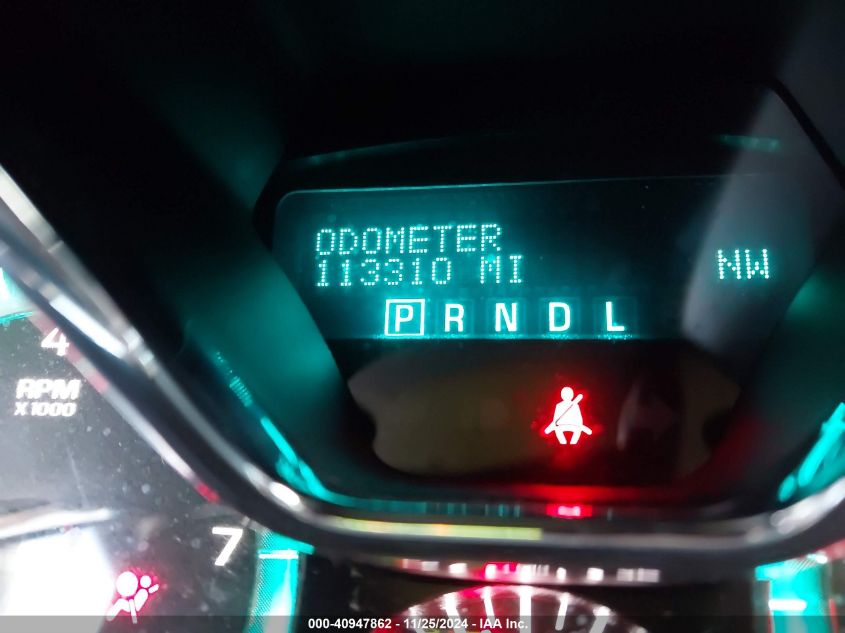 ODOMETER
113310 MI
NW
P R N D L
4
RPM
X1000
7
000-40947862 - 11/25/2024 - IAA Inc.